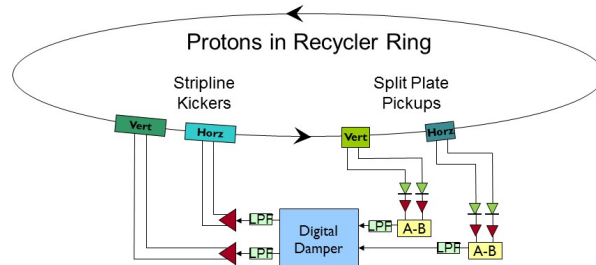 Protons in Recycler Ring
Stripline
Kickers
Split Plate
Pickups
Vert
Horz
Vert
Horz
LPF
Digital
Damper
LPF
A-B
LPF
LPF
A-B